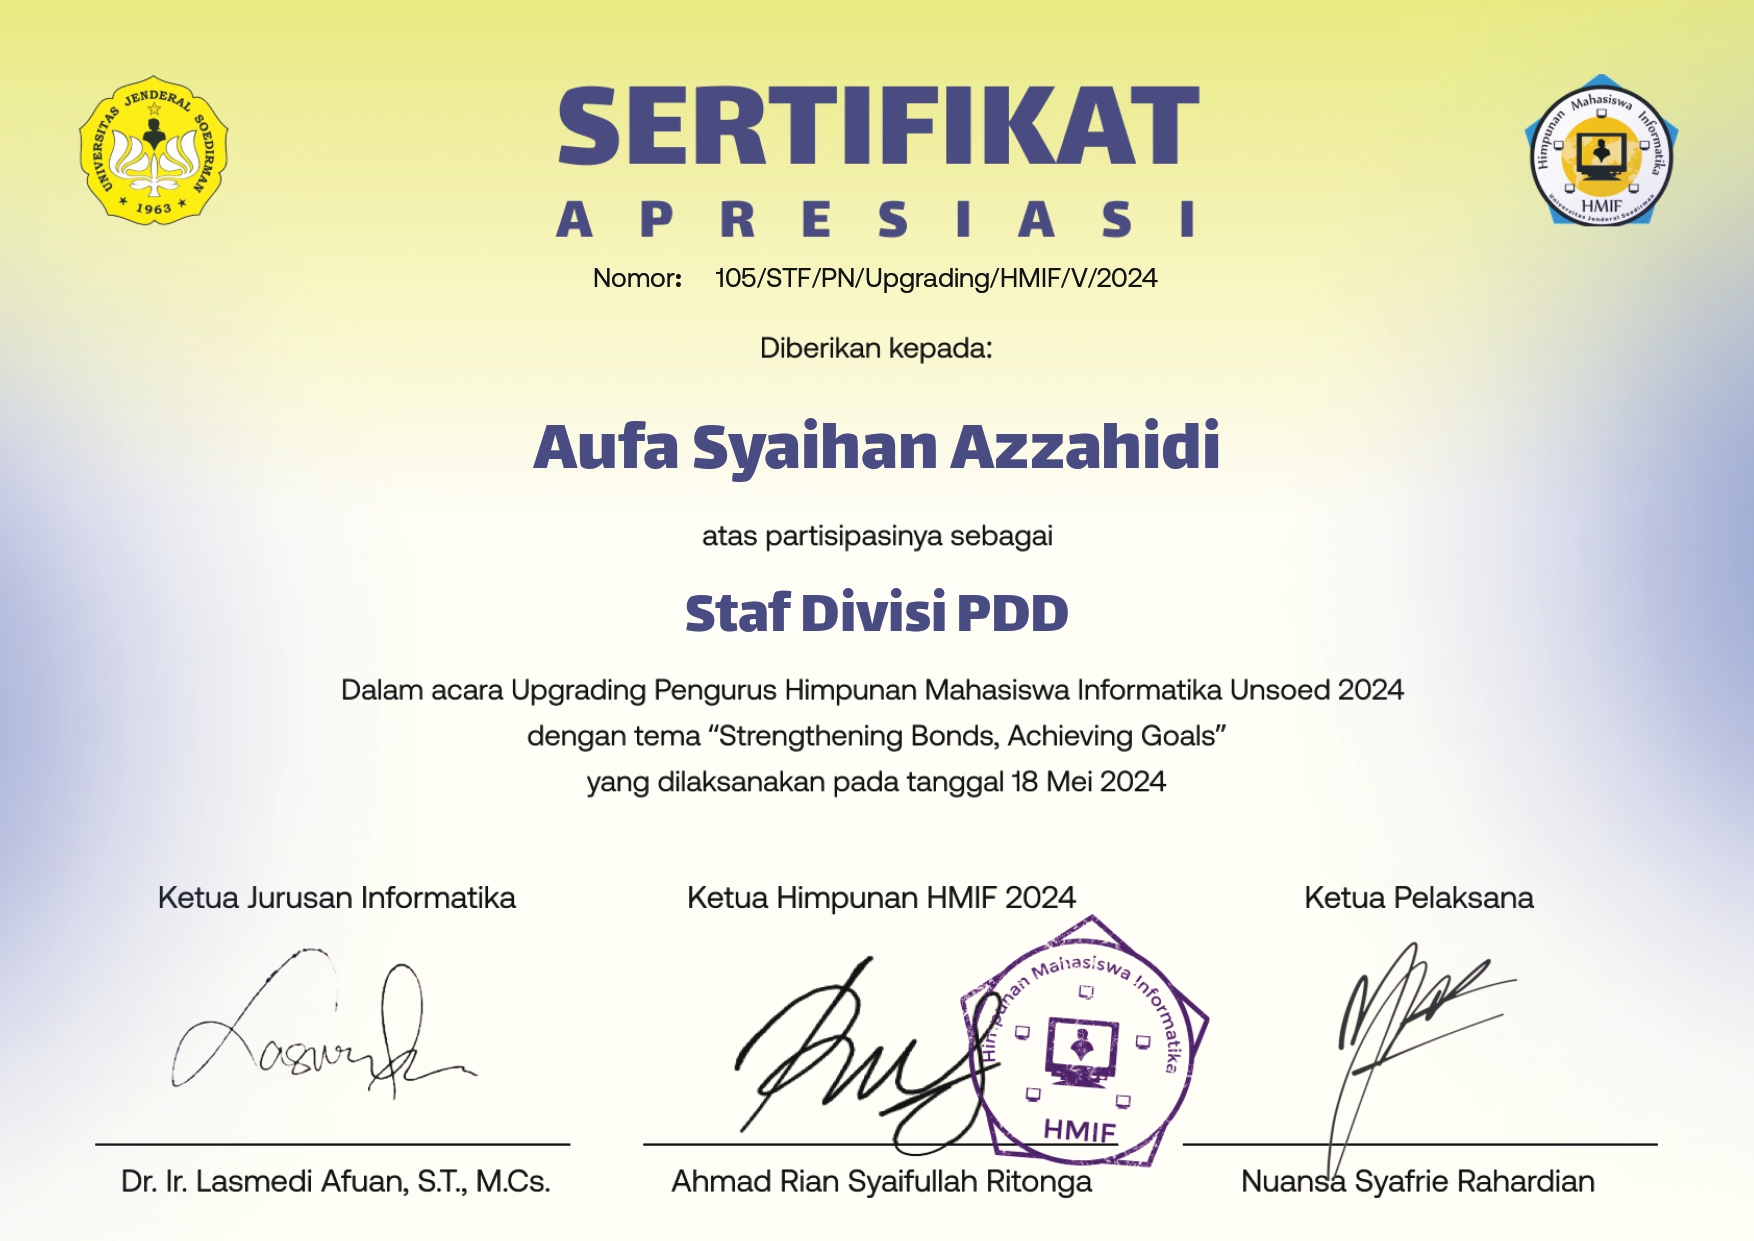 UNIVERSITAS JENDERAL SOEDIRMAN
1963
Himpunan Mahasiswa Informatika
HMIF
Universitas Jenderal Soedirman
SERTIFIKAT
APRESIASI
Nomor: 105/STF/PN/Upgrading/HMIF/V/2024
Diberikan kepada:
Aufa Syaihan Azzahidi
atas partisipasinya sebagai
Staf Divisi PDD
Dalam acara Upgrading Pengurus Himpunan Mahasiswa Informatika Unsoed 2024
dengan tema “Strengthening Bonds, Achieving Goals”
yang dilaksanakan pada tanggal 18 Mei 2024
Ketua Jurusan Informatika
Ketua Himpunan HMIF 2024
Ketua Pelaksana
Himpunan Mahasiswa Informatika
HMIF
Dr. Ir. Lasmedi Afuan, S.T., M.Cs.
Ahmad Rian Syaifullah Ritonga
Nuansa Syafrie Rahardian